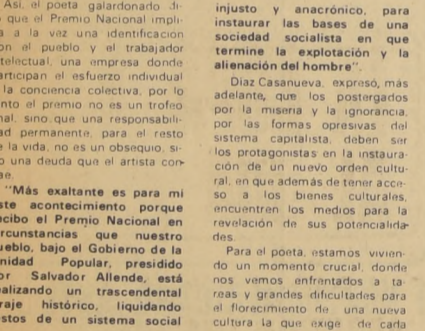 Así, el poeta galardonado di-
el Premio Nacional impli-
a la vez una identificación
el pueblo y el trabajador
telectual, una empresa donde
articipan el esfuerzo individual
la conciencia colectiva, por lo
nto el premio no es un trofeo
nal, sino que una responsabili-
ad permanente, para el resto
e la vida, no es un obsequio, si-
o una deuda que el artista con-
ae.
"Más exaltante es para mí
ste acontecimiento porque
cibo el Premio Nacional en
rcunstancias que nuestro
ueblo, bajo el Gobierno de la
nidad Popular, presidido
or Salvador Allende, está
alizando un trascendental
raje histórico, liquidando
stos de un sistema social
injusto y anacrónico, para
instaurar las bases de una
sociedad socialista en que
termine la explotación y la
alienación del hombre".
Díaz Casanueva, expresó, más
adelante, que los postergados
por la miseria y la ignorancia,
por las formas opresivas del
sistema capitalista, deben ser
los protagonistas en la instaura-
ción de un nuevo orden cultu-
ral, en que además de tener acce-
so a los bienes culturales,
encuentren los medios para la
revelación de sus potencialida-
des.
Para el poeta, estamos vivien-
do un momento crucial, donde
nos vemos enfrentados a ta-
reas y grandes dificultades para
el florecimiento de una nueva
cultura la que exige de cada